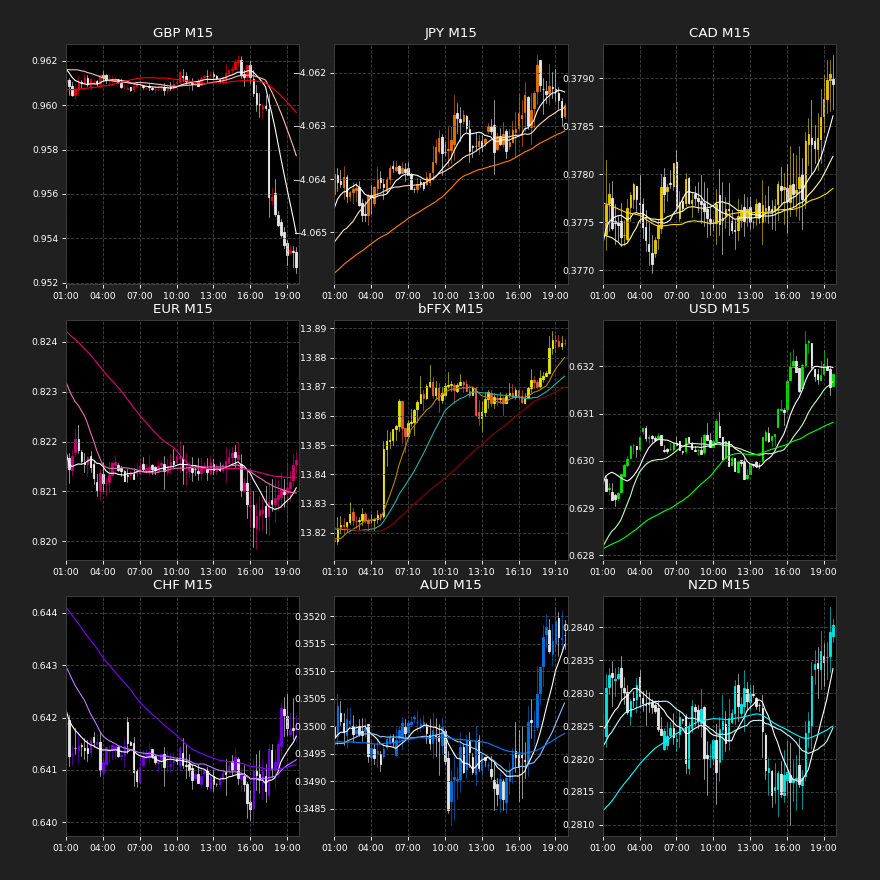 GBP M15
0.962
0.960
0.958
0.956
0.954
0.952
01:00 04:00 07:00 10:00 13:00 16:00 19:00
JPY M15
-4.062
-4.063
-4.064
-4.065
01:00 04:00 07:00 10:00 13:00 16:00 19:00
CAD M15
0.3790
0.3785
0.3780
0.3775
0.3770
01:00 04:00 07:00 10:00 13:00 16:00 19:00
EUR M15
0.824
0.823
0.822
0.821
0.820
01:00 04:00 07:00 10:00 13:00 16:00 19:00
bFFX M15
13.89
13.88
13.87
13.86
13.85
13.84
13.83
13.82
01:10 04:10 07:10 10:10 13:10 16:10 19:10
USD M15
0.632
0.631
0.630
0.629
0.628
01:00 04:00 07:00 10:00 13:00 16:00 19:00
CHF M15
0.644
0.643
0.642
0.641
0.640
01:00 04:00 07:00 10:00 13:00 16:00 19:00
AUD M15
0.3520
0.3515
0.3510
0.3505
0.3500
0.3495
0.3490
0.3485
01:00 04:00 07:00 10:00 13:00 16:00 19:00
NZD M15
0.2840
0.2835
0.2830
0.2825
0.2820
0.2815
0.2810
01:00 04:00 07:00 10:00 13:00 16:00 19:00